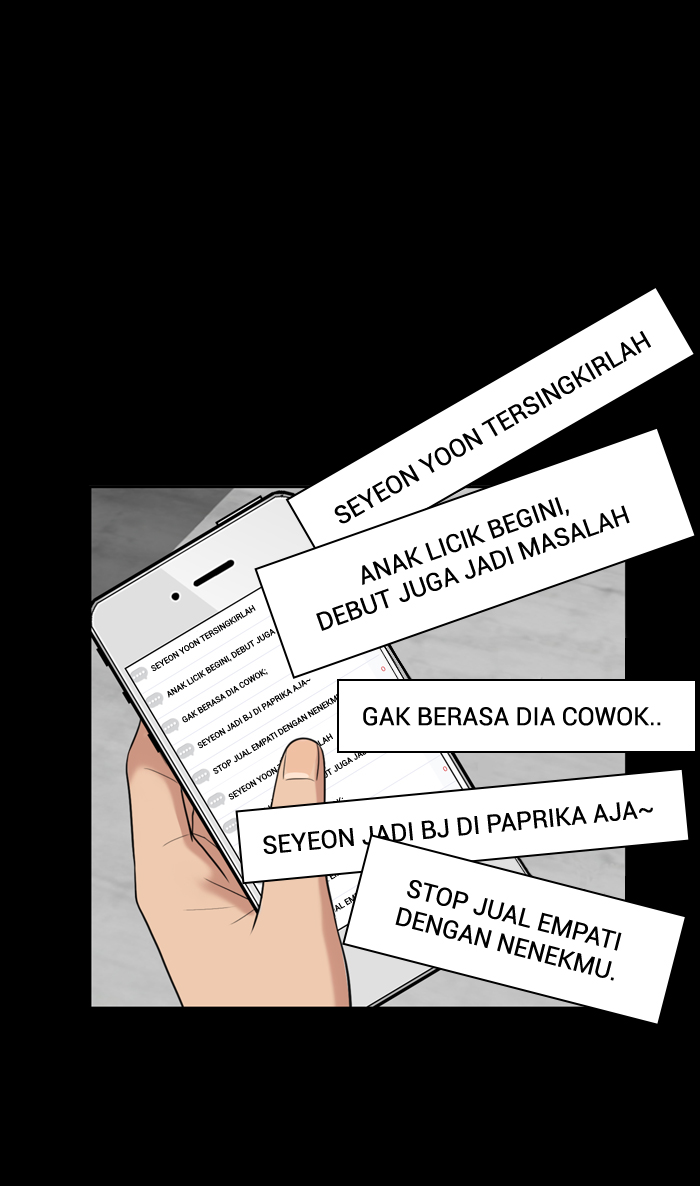 SEYEON YOON TERSINGKIRLAH
ANAK LICIK BEGINI,
DEBUT JUGA JADI MASALAH
GAK BERASA DIA COWOK..
SEYEON JADI BJ DI PAPRIKA AJA~
STOP JUAL EMPATI
DENGAN NENEKMU.
SEYEON YOON TERSINGKIRLAH
ANAK LICIK BEGINI, DEBUT JUGA
GAK BERASA DIA COWOK;
SEYEON JADI BJ DI PAPRIKA AJA~
STOP JUAL EMPATI DENGAN
SEYEON